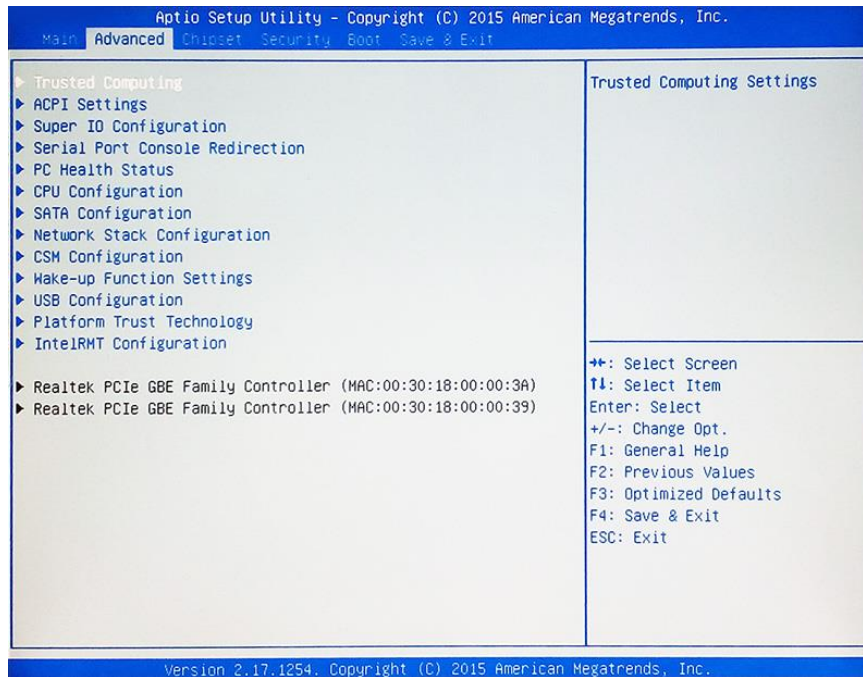 Aptio Setup Utility - Copyright (C) 2015 American Megatrends, Inc.
Main Advanced Chipset Security Boot Save & Exit
Trusted Computing
ACPI Settings
Super IO Configuration
Serial Port Console Redirection
PC Health Status
CPU Configuration
SATA Configuration
Network Stack Configuration
CSM Configuration
Wake-up Function Settings
USB Configuration
Platform Trust Technology
IntelRMT Configuration
Realtek PCIe GBE Family Controller (MAC:00:30:18:00:00:3A)
Realtek PCIe GBE Family Controller (MAC:00:30:18:00:00:39)
Trusted Computing Settings
→←: Select Screen
↑↓: Select Item
Enter: Select
+/-: Change Opt.
F1: General Help
F2: Previous Values
F3: Optimized Defaults
F4: Save & Exit
ESC: Exit
Version 2.17.1254. Copyright (C) 2015 American Megatrends, Inc.